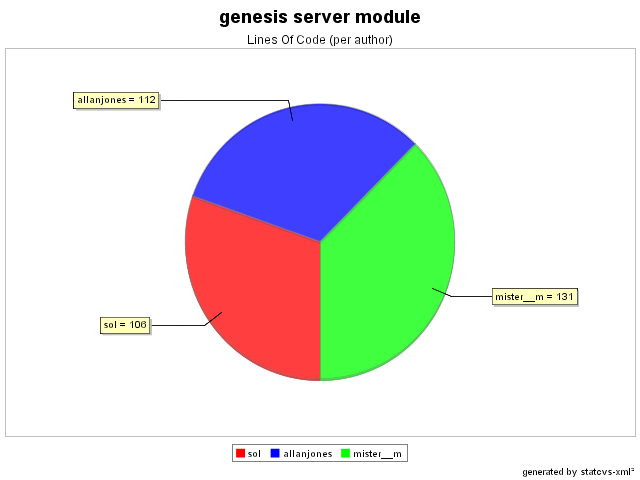 genesis server module
Lines Of Code (per author)
allanjones = 112
mister__m = 131
sol = 106
sol allanjones mister__m
generated by statcvs-xml²